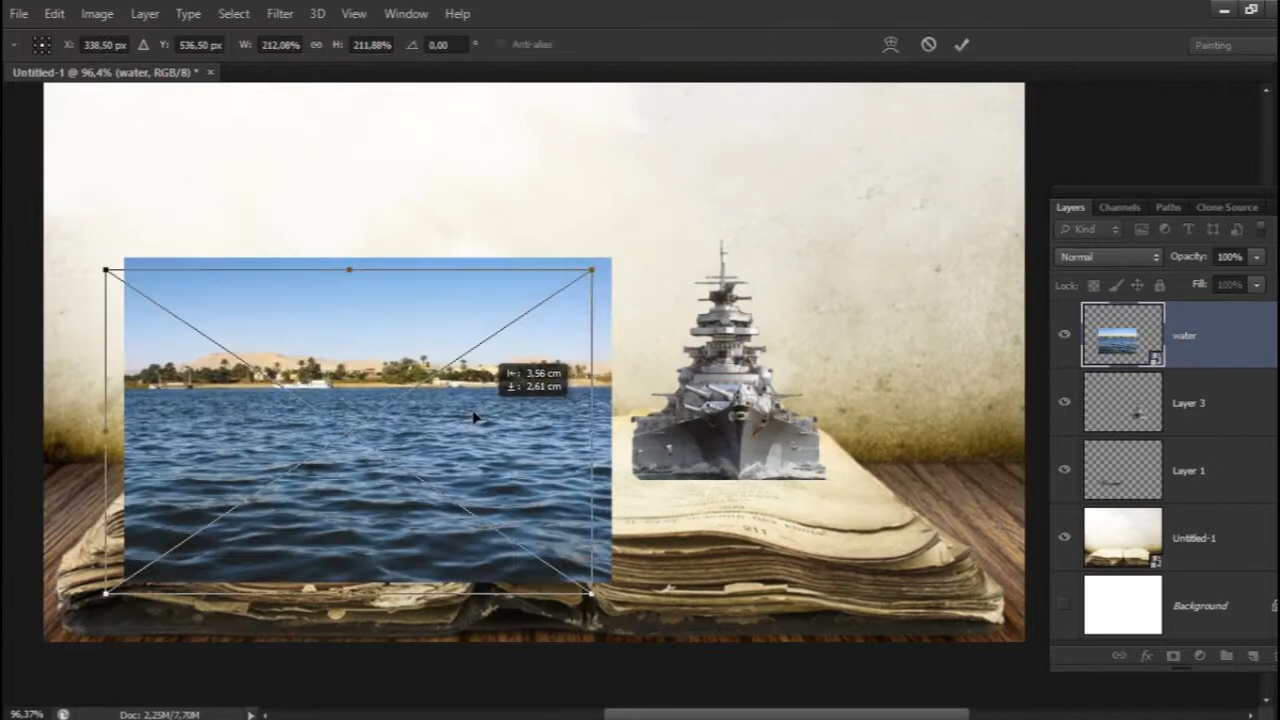 File Edit Image Layer Type Select Filter 3D View Window Help
X: 338,50 px Y: 536,50 px W: 212,08% H: 211,88% 0,00 ° Anti-alias Painting
Untitled-1 @ 96,4% (water, RGB/8) * ×
Layers Channels Paths Clone Source
Kind
Normal Opacity: 100%
Lock: Fill: 100%
water
3,56 cm
2,61 cm
Layer 3
Layer 1
211
Untitled-1
Background
96,37% Doc: 2,25M/7,70M